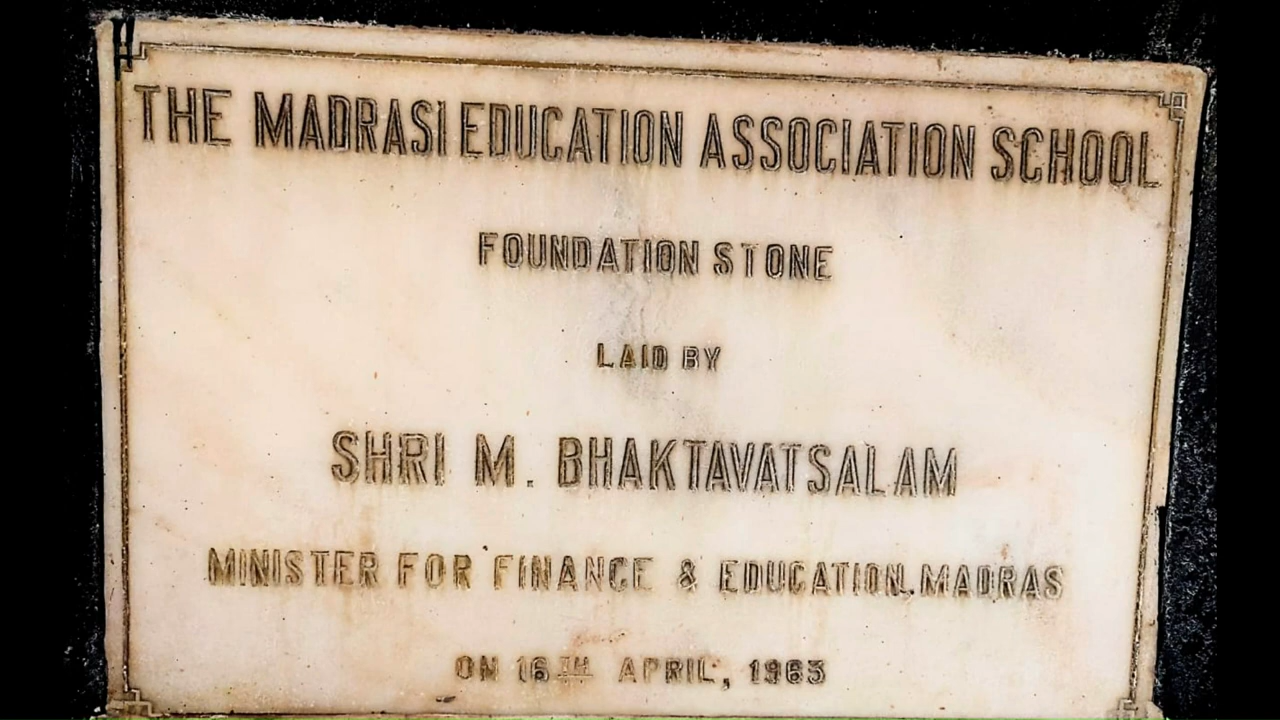 THE MADRASI EDUCATION ASSOCIATION SCHOOL
FOUNDATION STONE
LAID BY
SHRI M. BHAKTAVATSALAM
MINISTER FOR FINANCE & EDUCATION, MADRAS
ON 16TH APRIL, 1963